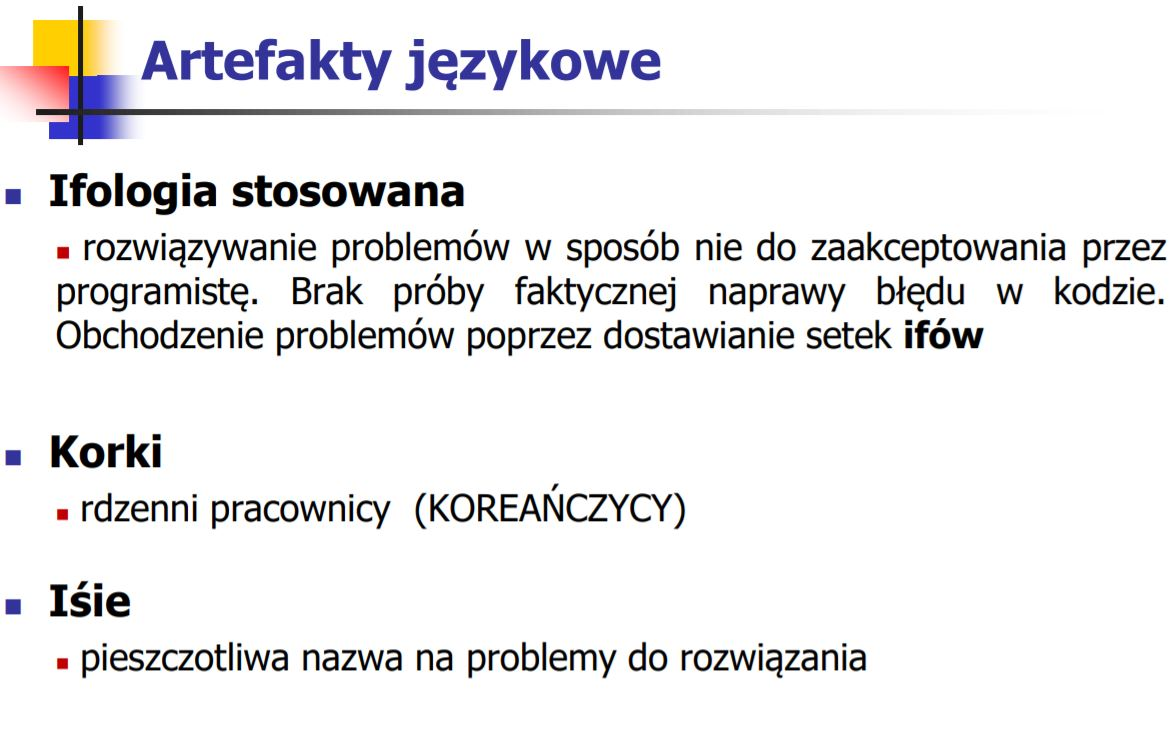 Artefakty językowe
Ifologia stosowana
rozwiązywanie problemów w sposób nie do zaakceptowania przez
programistę. Brak próby faktycznej naprawy błędu w kodzie.
Obchodzenie problemów poprzez dostawianie setek ifów
Korki
rdzenni pracownicy (KOREAŃCZYCY)
Iśie
pieszczotliwa nazwa na problemy do rozwiązania